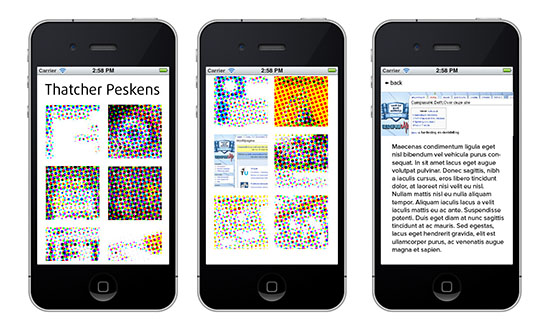 Carrier 2:58 PM
Thatcher Peskens
Carrier 2:58 PM
Carrier 2:58 PM
back
Maecenas condimentum ligula eget
nisl bibendum vel vehicula purus con-
sequat. In sit amet lacus eget augue
volutpat pulvinar. Donec sagittis, nibh
a iaculis cursus, eros libero tincidunt
dolor, at laoreet nisi velit eu nisl.
Nullam mattis nisl eu nulla aliquam
tempor. Aliquam iaculis lacus a velit
iaculis mattis eu ac ante. Suspendisse
potenti. Duis eget diam at nunc sagittis
tincidunt at ac mauris. Sed egestas,
lacus eget hendrerit gravida, elit est
ullamcorper purus, ac venenatis augue
magna et sapien.